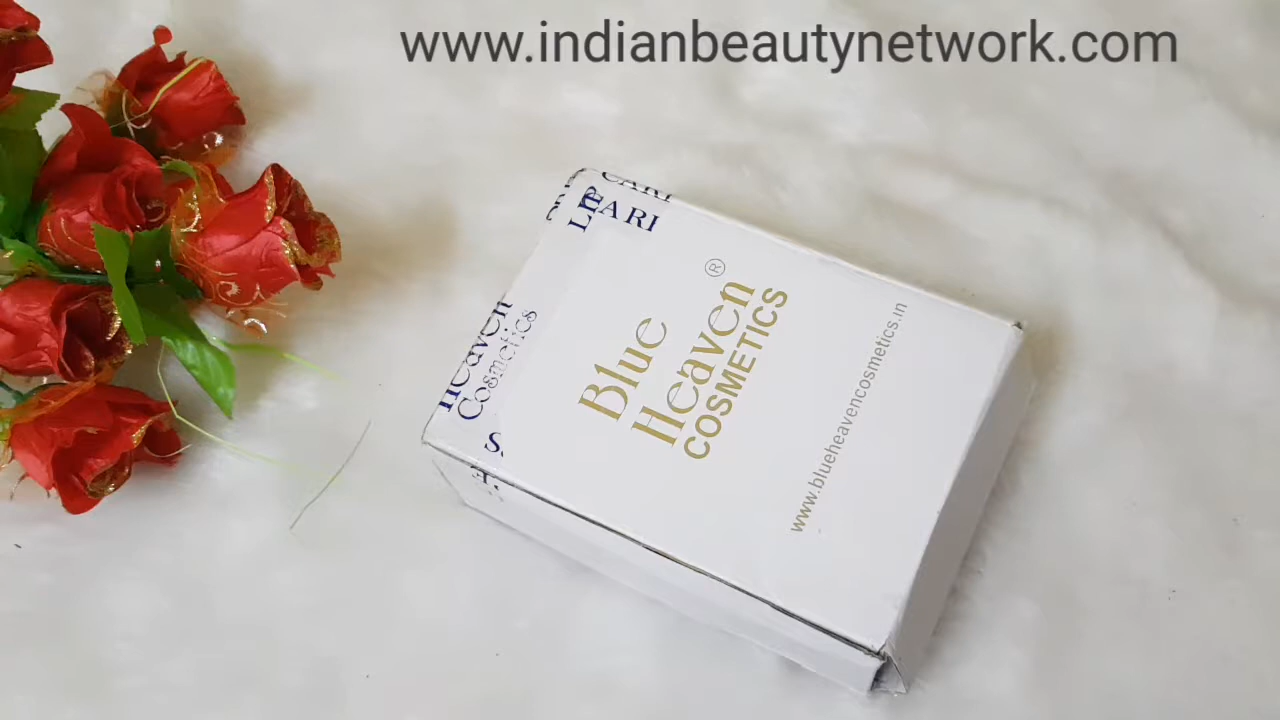 www.indianbeautynetwork.com
Blue
Heaven®
COSMETICS
www.blueheavencosmetics.in
Heaven
Cosmetics